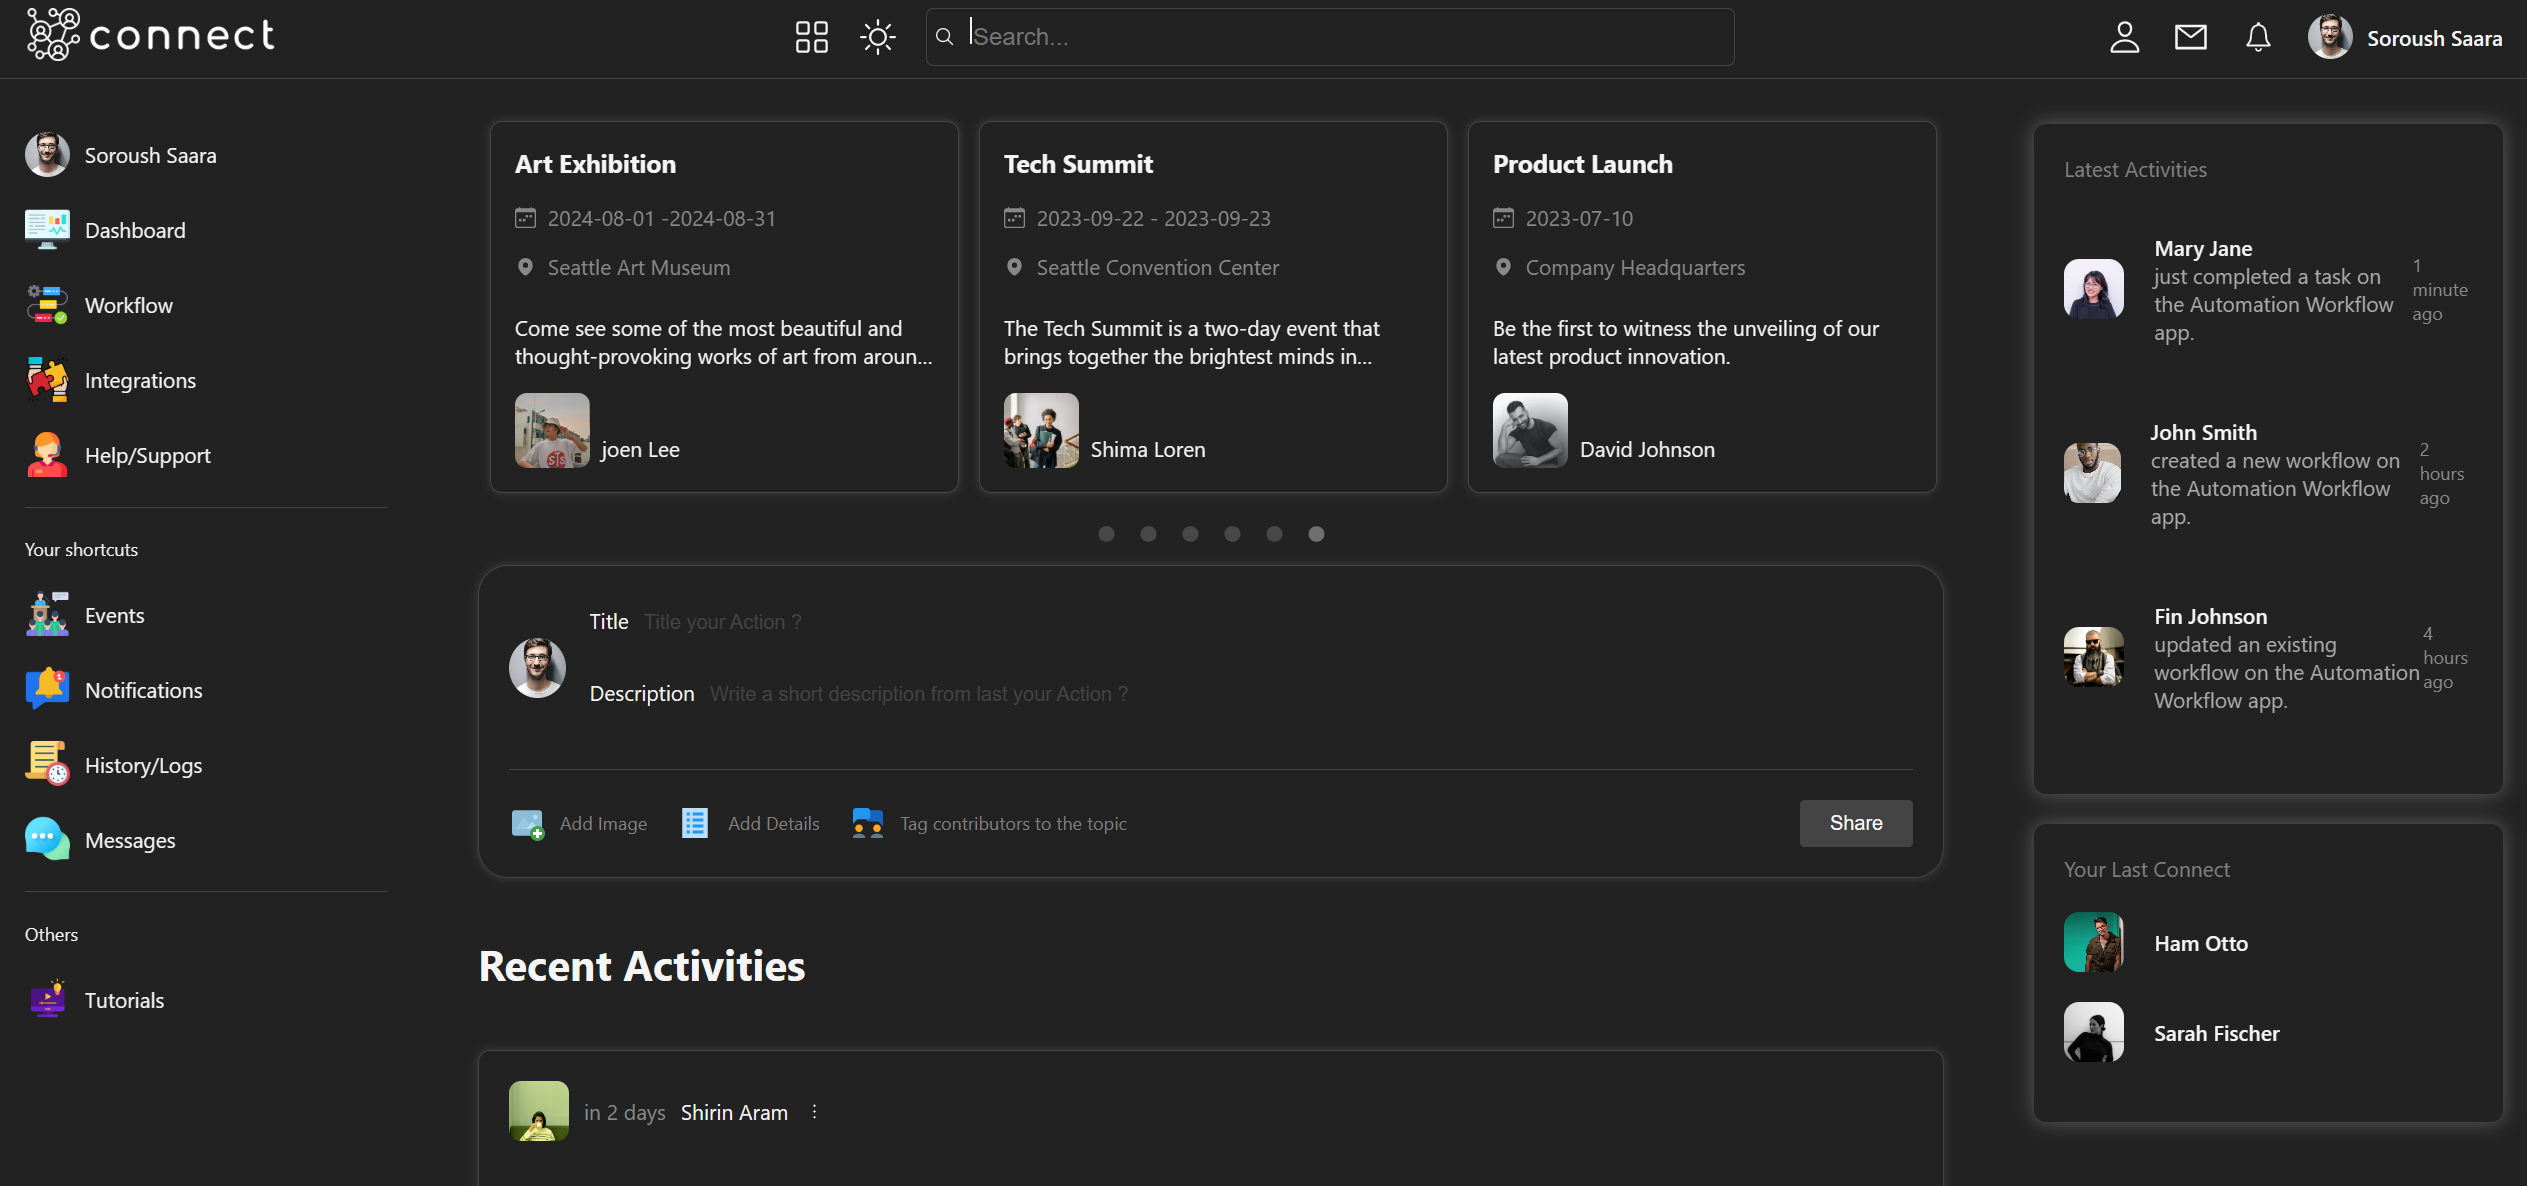 connect
Search...
Soroush Saara
Soroush Saara
Dashboard
Workflow
Integrations
Help/Support
Your shortcuts
Events
Notifications
History/Logs
Messages
Others
Tutorials
Art Exhibition
2024-08-01 -2024-08-31
Seattle Art Museum
Come see some of the most beautiful and
thought-provoking works of art from aroun...
joen Lee
Tech Summit
2023-09-22 - 2023-09-23
Seattle Convention Center
The Tech Summit is a two-day event that
brings together the brightest minds in...
Shima Loren
Product Launch
2023-07-10
Company Headquarters
Be the first to witness the unveiling of our
latest product innovation.
David Johnson
Title Title your Action ?
Description Write a short description from last your Action ?
Add Image
Add Details
Tag contributors to the topic
Share
Recent Activities
in 2 days Shirin Aram
Latest Activities
Mary Jane
just completed a task on
the Automation Workflow
app.
1
minute
ago
John Smith
created a new workflow on
the Automation Workflow
app.
2
hours
ago
Fin Johnson
updated an existing
workflow on the Automation
Workflow app.
4
hours
ago
Your Last Connect
Ham Otto
Sarah Fischer